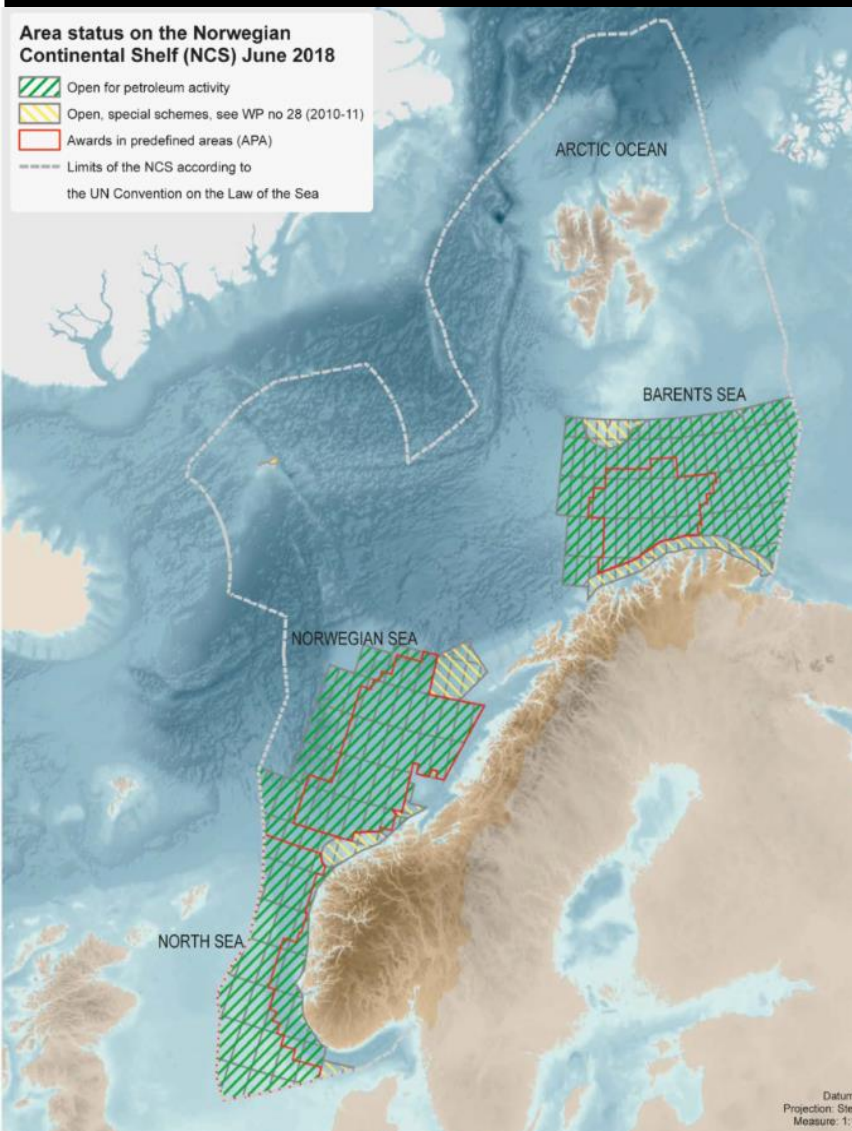 Area status on the Norwegian
Continental Shelf (NCS) June 2018
Open for petroleum activity
Open, special schemes, see WP no 28 (2010-11)
Awards in predefined areas (APA)
Limits of the NCS according to
the UN Convention on the Law of the Sea
ARCTIC OCEAN
BARENTS SEA
NORWEGIAN SEA
NORTH SEA
Datum
Projection: Ste
Measure: 1: